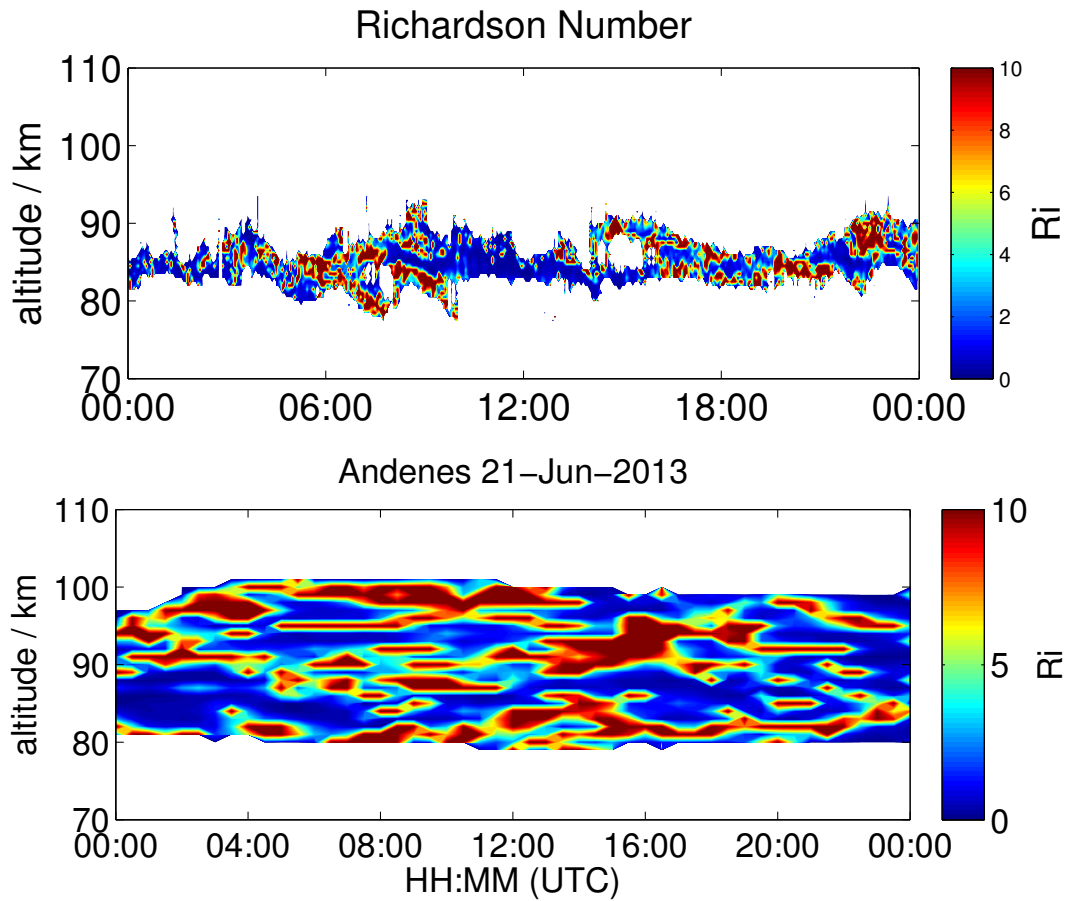 Richardson Number
110
100
90
80
70
altitude / km
00:00 06:00 12:00 18:00 00:00
10
8
6
4
2
0
Ri
Andenes 21−Jun−2013
110
100
90
80
70
altitude / km
00:00 04:00 08:00 12:00 16:00 20:00 00:00
HH:MM (UTC)
10
5
0
Ri